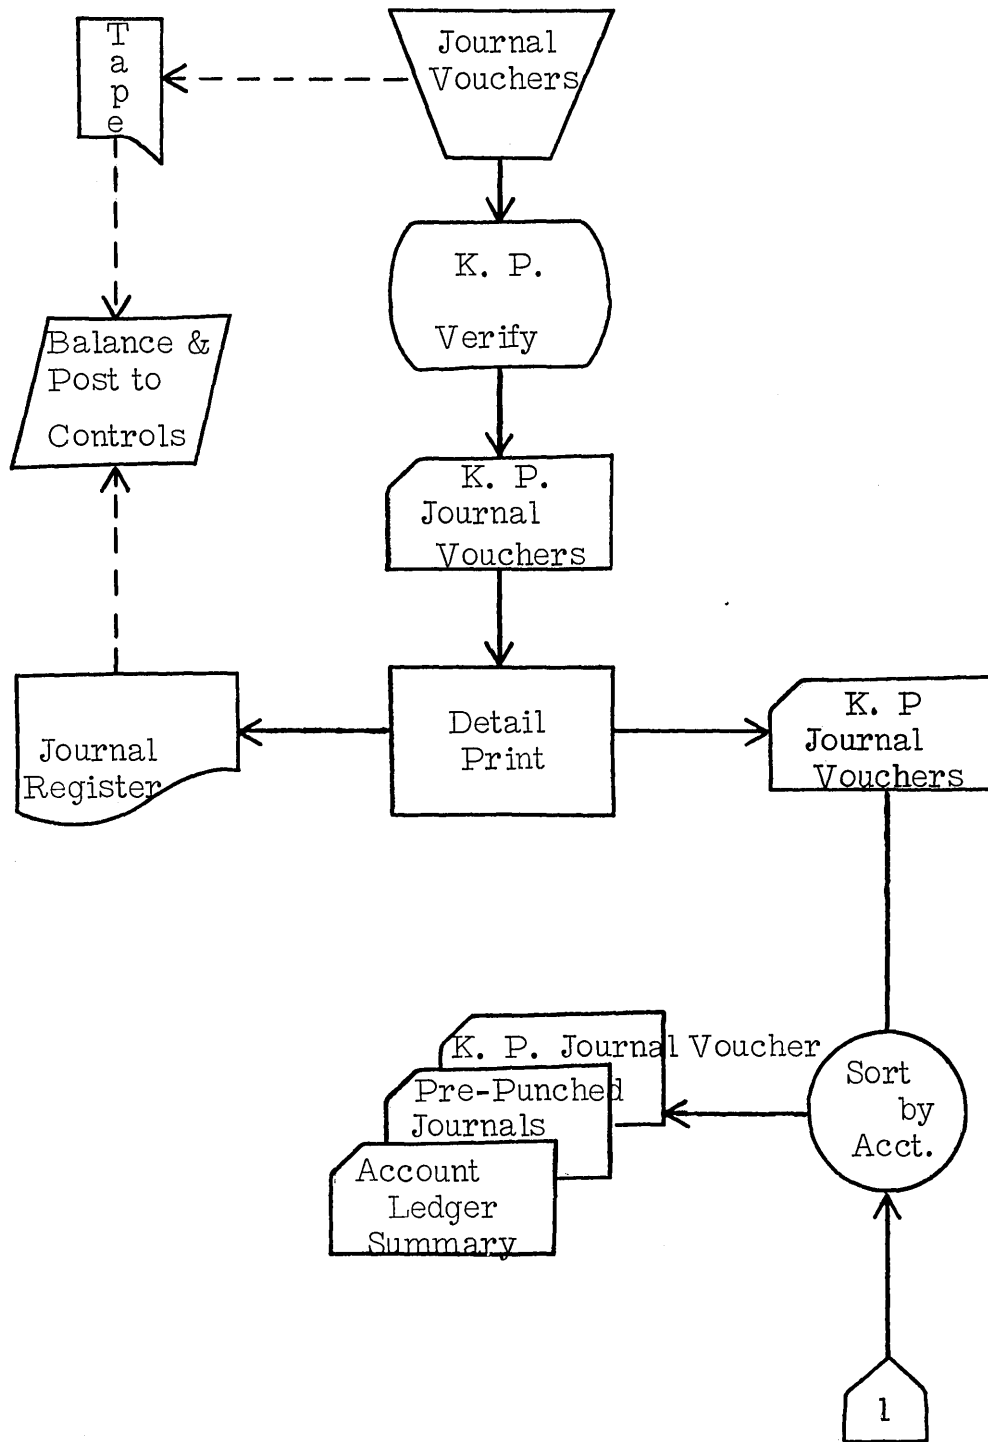 Tape
Journal
Vouchers
K. P.
Verify
Balance &
Post to
Controls
K. P.
Journal
Vouchers
Journal
Register
Detail
Print
K. P
Journal
Vouchers
K. P. Journal Voucher
Pre-Punched
Journals
Account
Ledger
Summary
Sort
by
Acct.
1